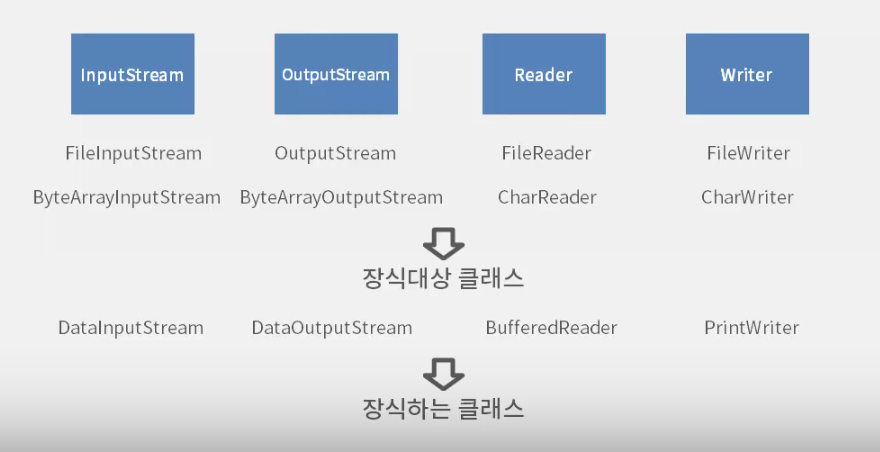 InputStream OutputStream Reader Writer
FileInputStream OutputStream FileReader FileWriter
ByteArrayInputStream ByteArrayOutputStream CharReader CharWriter
장식대상 클래스
DataInputStream DataOutputStream BufferedReader PrintWriter
장식하는 클래스